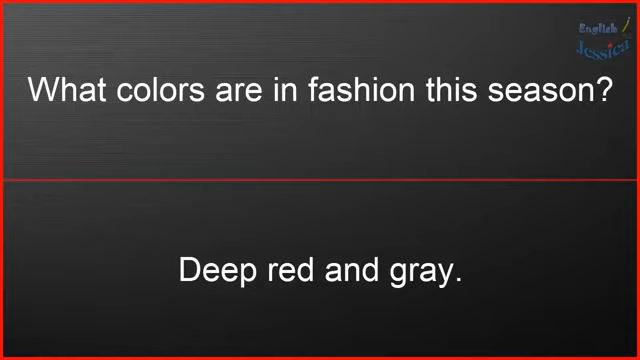 English
Jessica
What colors are in fashion this season?
Deep red and gray.